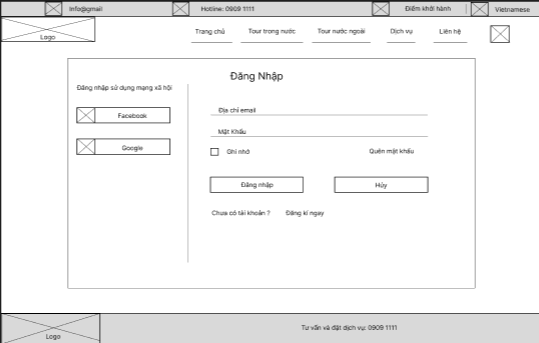 Info@gmail Hotline: 0909 1111 Điểm khởi hành Vietnamese
Logo Trang chủ Tour trong nước Tour nước ngoài Dịch vụ Liên hệ
Đăng Nhập
Đăng nhập sử dụng mạng xã hội
Địa chỉ email
Facebook
Mật Khẩu
Google Ghi nhớ Quên mật khẩu
Đăng nhập Hủy
Chưa có tài khoản ? Đăng kí ngay
Tư vấn và đặt dịch vụ: 0909 1111
Logo